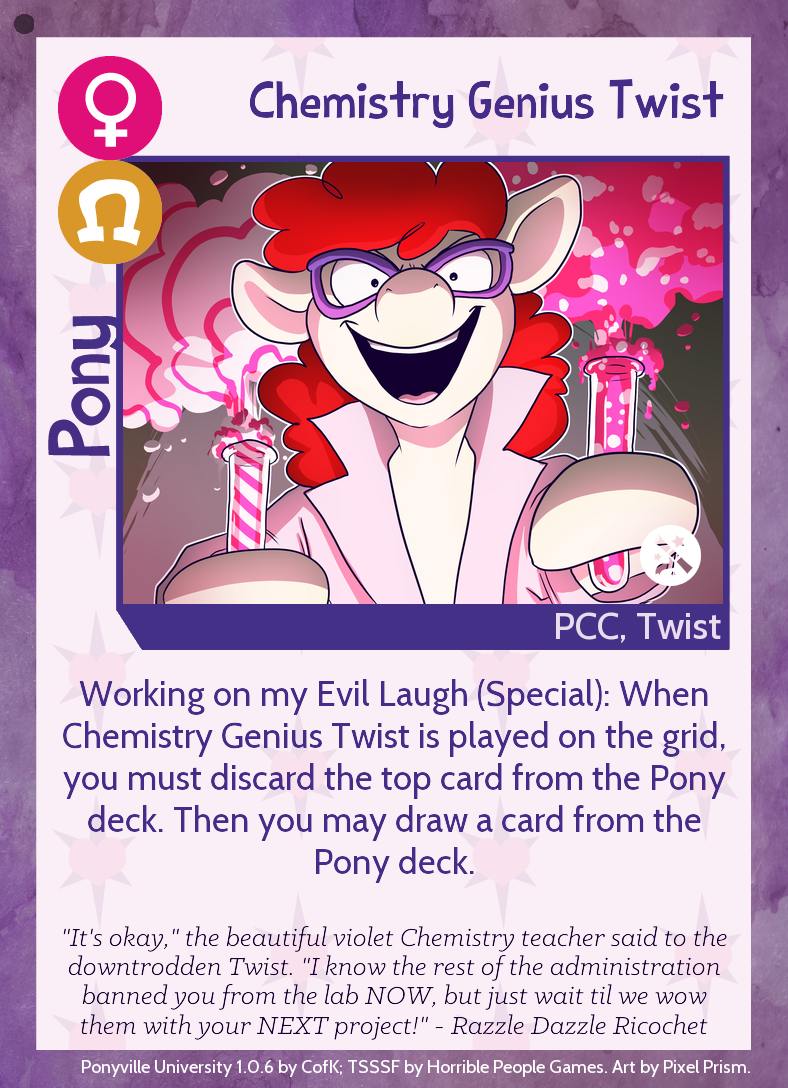 Chemistry Genius Twist
Pony
PCC, Twist
Working on my Evil Laugh (Special): When
Chemistry Genius Twist is played on the grid,
you must discard the top card from the Pony
deck. Then you may draw a card from the
Pony deck.
"It's okay," the beautiful violet Chemistry teacher said to the
downtrodden Twist. "I know the rest of the administration
banned you from the lab NOW, but just wait til we wow
them with your NEXT project!" - Razzle Dazzle Ricochet
Ponyville University 1.0.6 by CofK; TSSSF by Horrible People Games. Art by Pixel Prism.